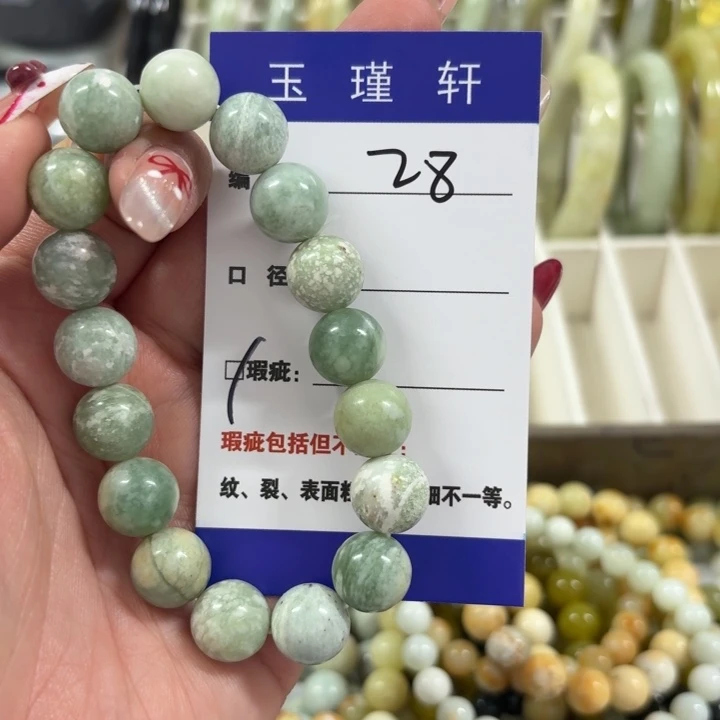 玉瑾轩
编 28
口径
□瑕疵:
瑕疵包括但不 :
纹、裂、表面粗 细不一等。